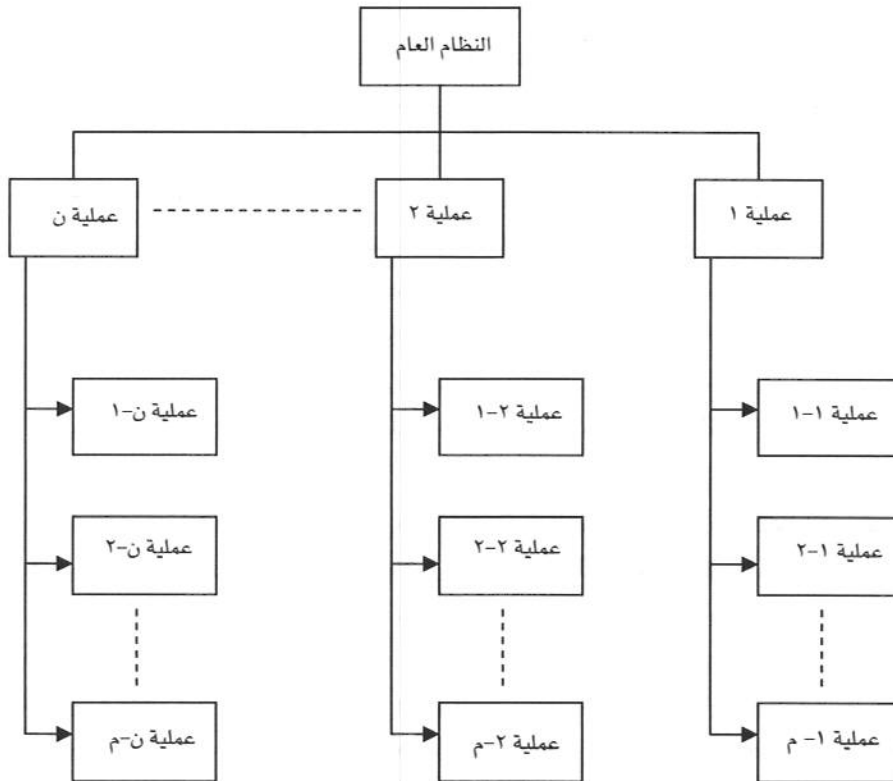 النظام العام
عملية ١
عملية ٢
عملية ن
عملية ١-١
عملية ٢-١
عملية ن-١
عملية ١-٢
عملية ٢-٢
عملية ن-٢
عملية ١- م
عملية ٢-م
عملية ن-م